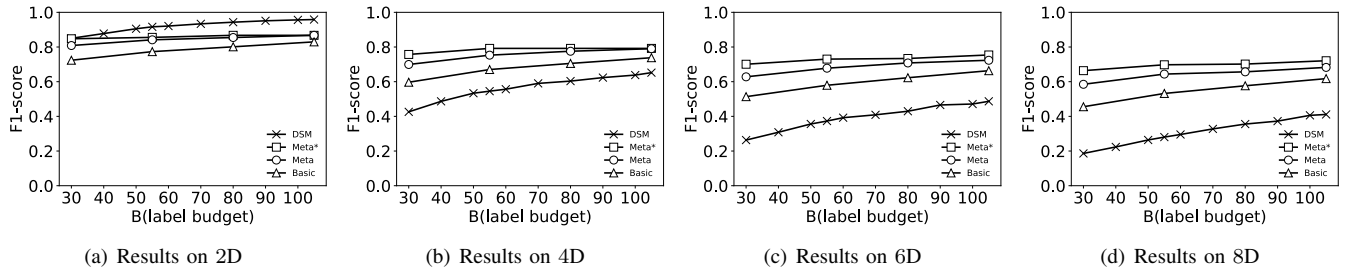 1.0
0.8
0.6
0.4
0.2
0.0
F1-score
DSM
Meta*
Meta
Basic
30 40 50 60 70 80 90 100
B(label budget)
(a) Results on 2D
1.0
0.8
0.6
0.4
0.2
0.0
F1-score
DSM
Meta*
Meta
Basic
30 40 50 60 70 80 90 100
B(label budget)
(b) Results on 4D
1.0
0.8
0.6
0.4
0.2
0.0
F1-score
DSM
Meta*
Meta
Basic
30 40 50 60 70 80 90 100
B(label budget)
(c) Results on 6D
1.0
0.8
0.6
0.4
0.2
0.0
F1-score
DSM
Meta*
Meta
Basic
30 40 50 60 70 80 90 100
B(label budget)
(d) Results on 8D